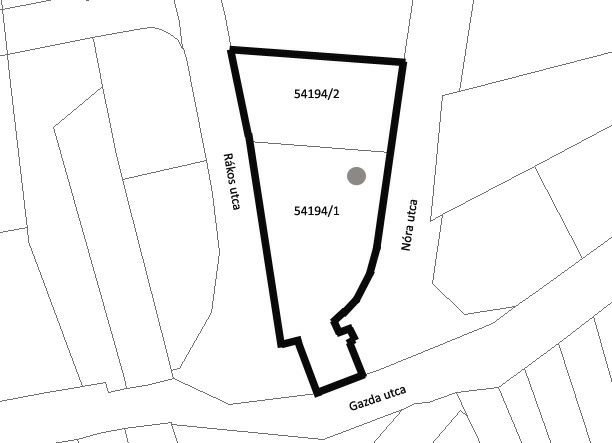 54194/2
Rákos utca
54194/1
Nóra utca
Gazda utca